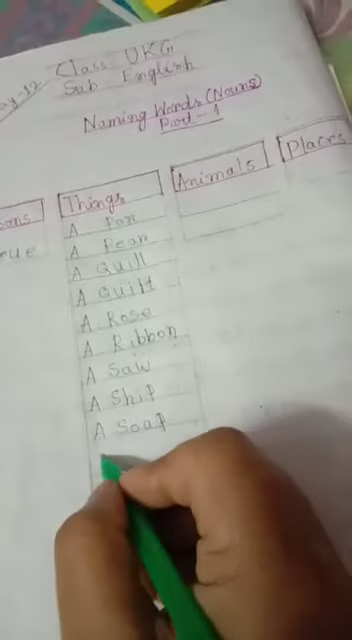 Class UKG
Sub English
Naming Words (Nouns)
Part-1
Things
Animals
Places
A Pan
A Pear
A Quill
A Quilt
A Rose
A Ribbon
A Saw
A Ship
A Soap